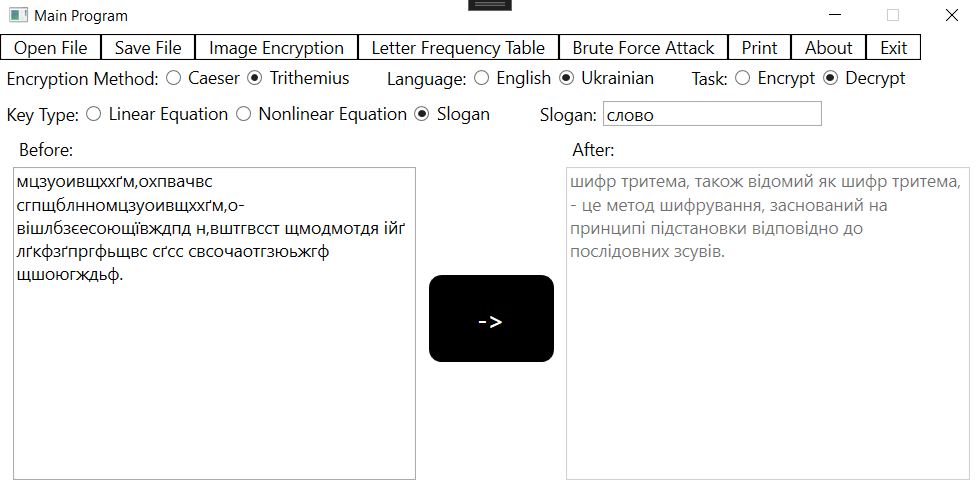 Main Program
Open File Save File Image Encryption Letter Frequency Table Brute Force Attack Print About Exit
Encryption Method: Caeser Trithemius Language: English Ukrainian Task: Encrypt Decrypt
Key Type: Linear Equation Nonlinear Equation Slogan Slogan: слово
Before: After:
мцзуоивщххґм,охпвачвс
сгпщблнномцзуоивщххґм,о-
вішлбзєесоющївждпд н,вштгвсст щмодмотдя ійґ
лґкфзґпргфьщвс сґсс свсочаотгзюьжгф
щшоюгждьф.
->
шифр тритема, також відомий як шифр тритема,
- це метод шифрування, заснований на
принципі підстановки відповідно до
послідовних зсувів.